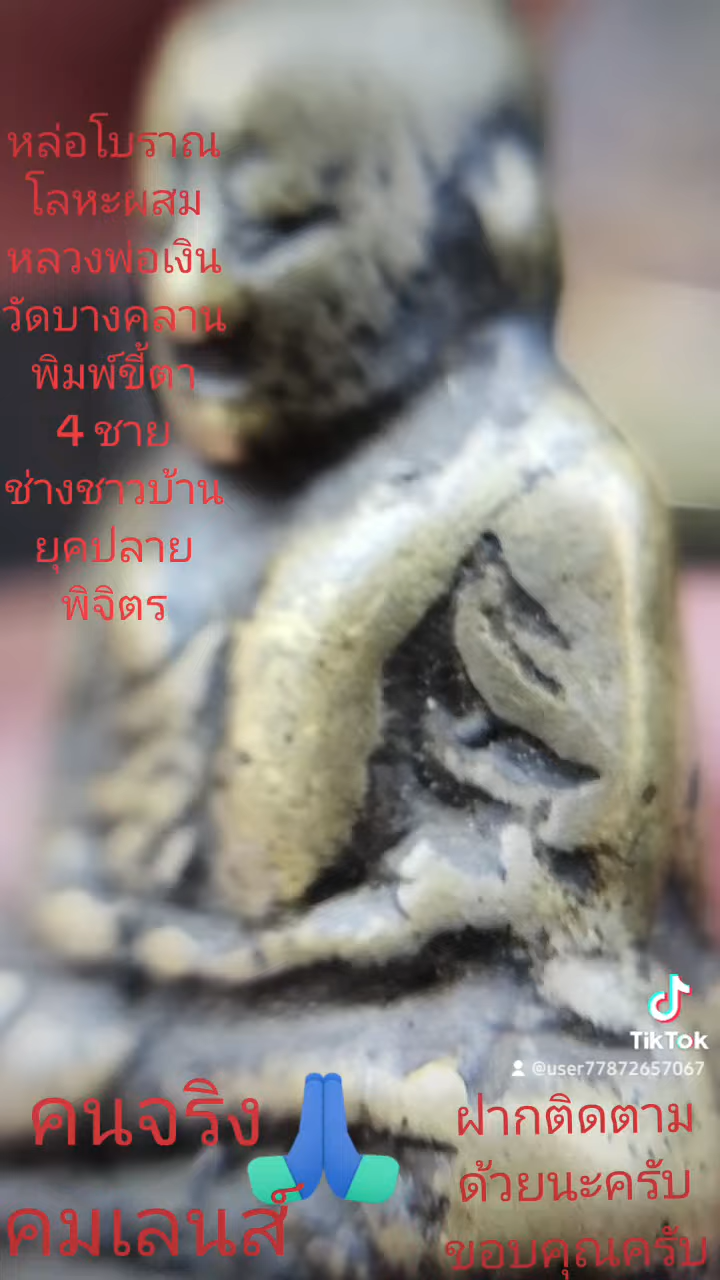 หล่อโบราณ
โลหะผสม
หลวงพ่อเงิน
วัดบางคลาน
พิมพ์ขี้ตา
4 ชาย
ช่างชาวบ้าน
ยุคปลาย
พิจิตร
TikTok
@user77872657067
คนจริง
คมเลนส์
ฝากติดตาม
ด้วยนะครับ
ขอบคุณครับ